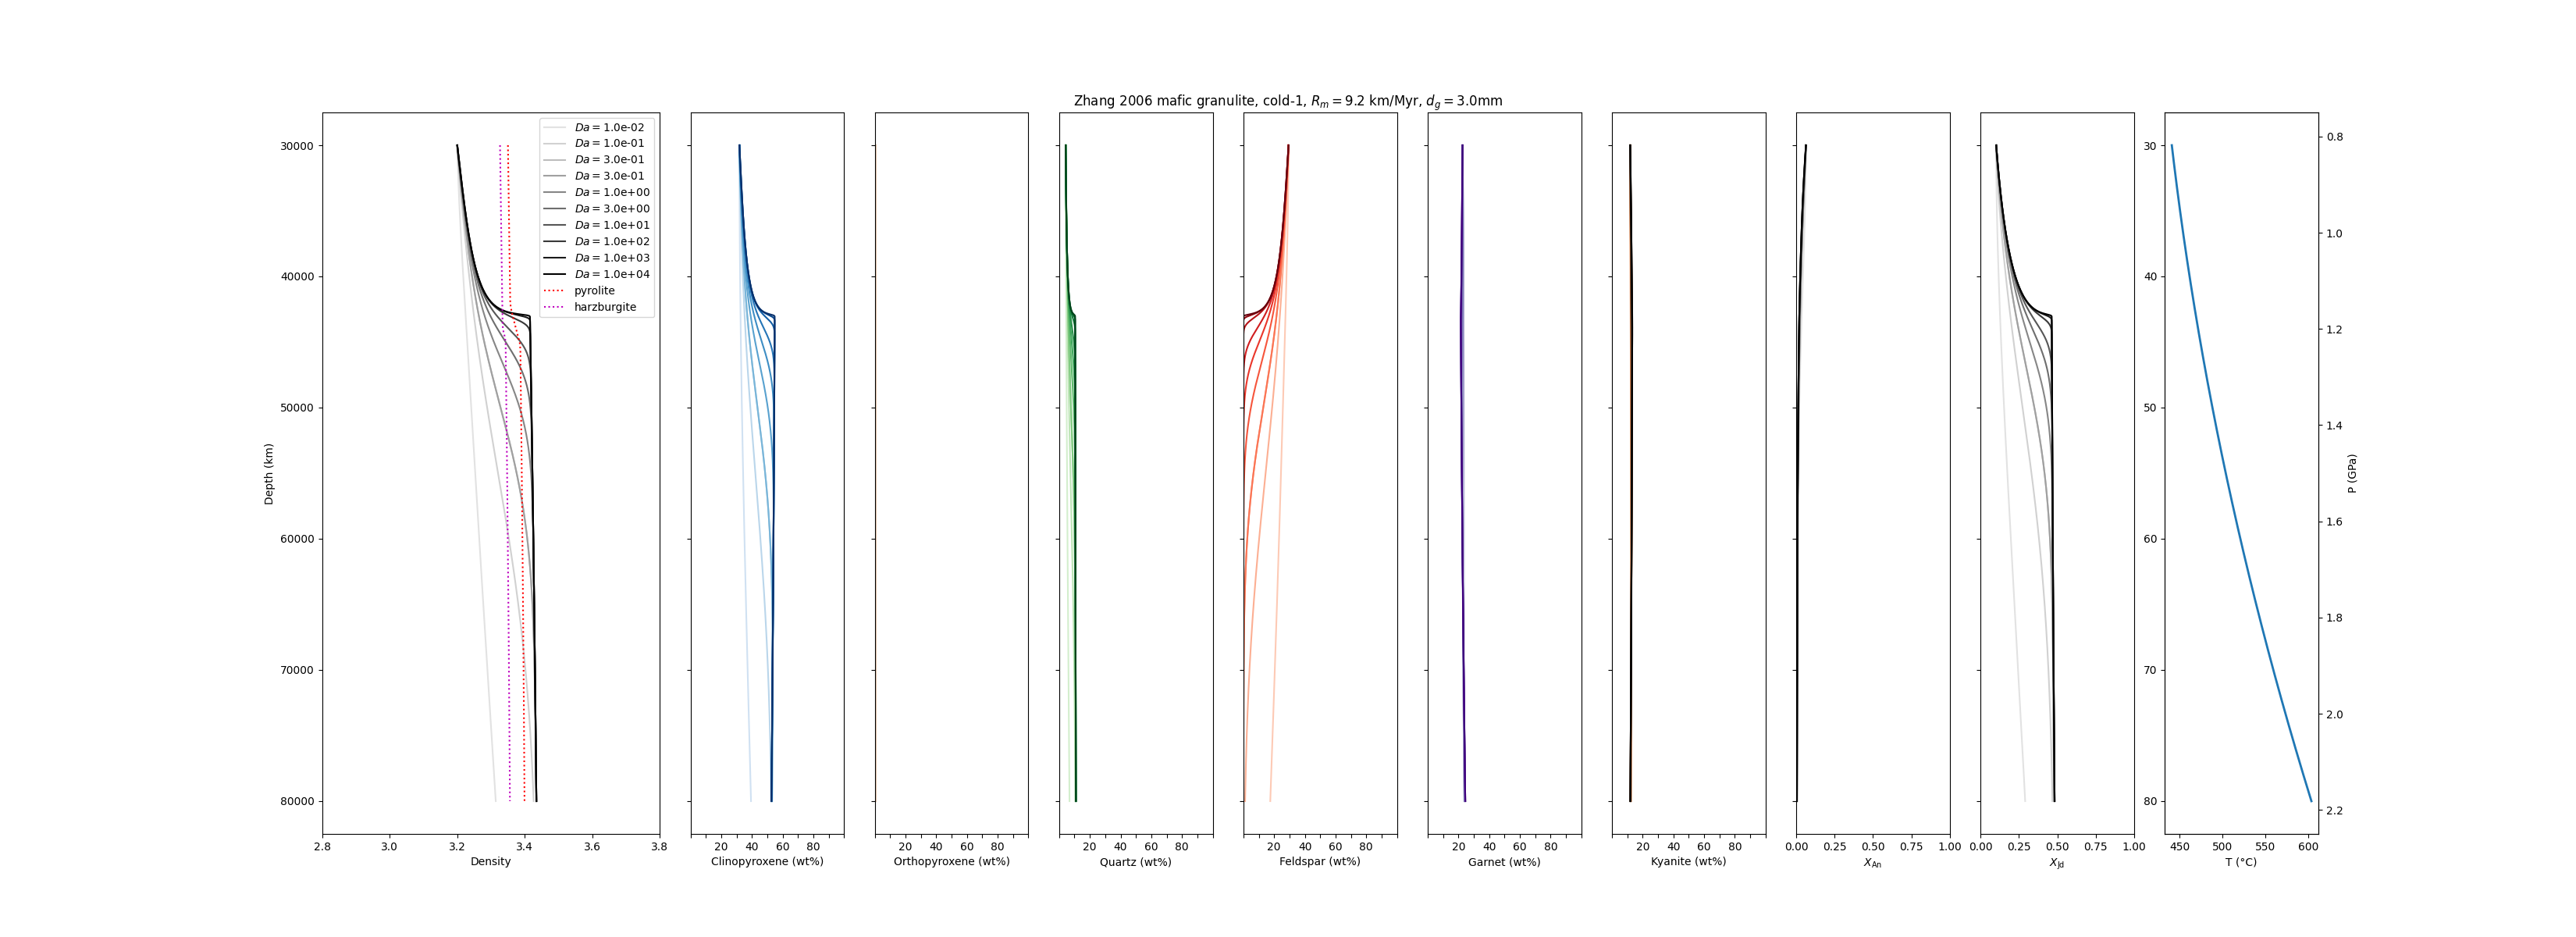 Zhang 2006 mafic granulite, cold-1, Rm = 9.2 km/Myr, dg = 3.0mm
Da = 1.0e-02
Da = 1.0e-01
Da = 3.0e-01
Da = 3.0e-01
Da = 1.0e+00
Da = 3.0e+00
Da = 1.0e+01
Da = 1.0e+02
Da = 1.0e+03
Da = 1.0e+04
pyrolite
harzburgite
Depth (km)
30000
40000
50000
60000
70000
80000
2.8 3.0 3.2 3.4 3.6 3.8
Density
20 40 60 80
Clinopyroxene (wt%)
20 40 60 80
Orthopyroxene (wt%)
20 40 60 80
Quartz (wt%)
20 40 60 80
Feldspar (wt%)
20 40 60 80
Garnet (wt%)
20 40 60 80
Kyanite (wt%)
0.00 0.25 0.50 0.75 1.00
XAn
0.00 0.25 0.50 0.75 1.00
XJd
30
40
50
60
70
80
450 500 550 600
T (°C)
0.8
1.0
1.2
1.4
1.6
1.8
2.0
2.2
P (GPa)